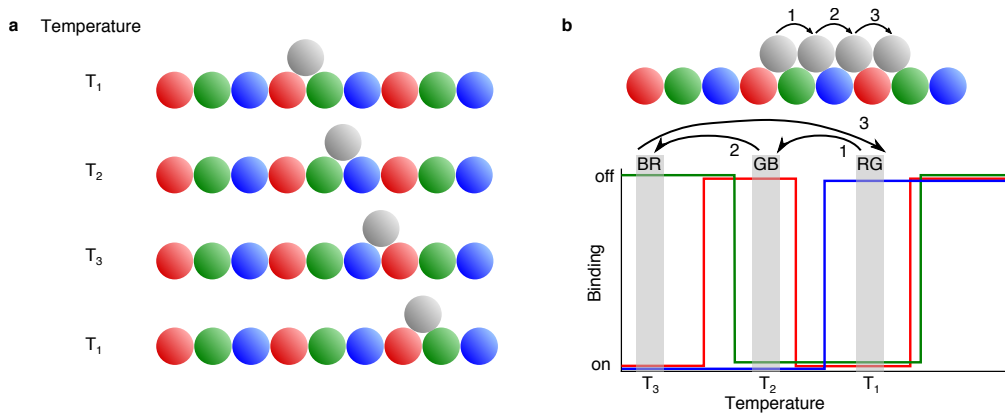 a Temperature
T₁
T₂
T₃
T₁
b
1 2 3
3
2 1
BR GB RG
off
Binding
on
T₃ T₂ T₁
Temperature